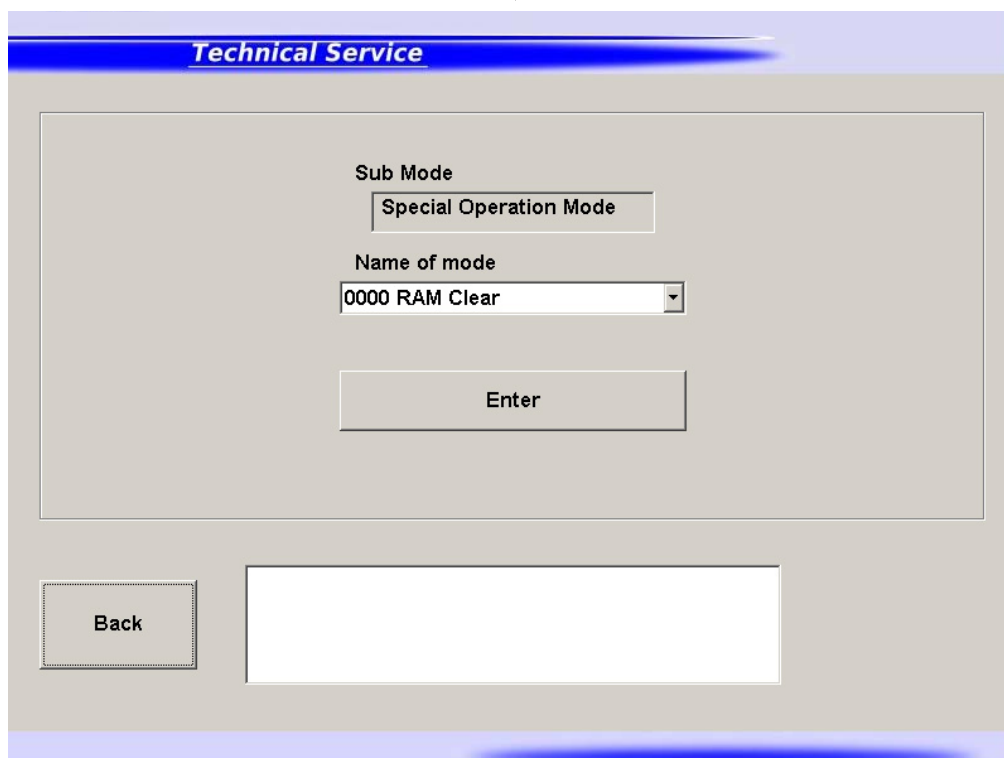 Technical Service
Sub Mode
Special Operation Mode
Name of mode
0000 RAM Clear
Enter
Back